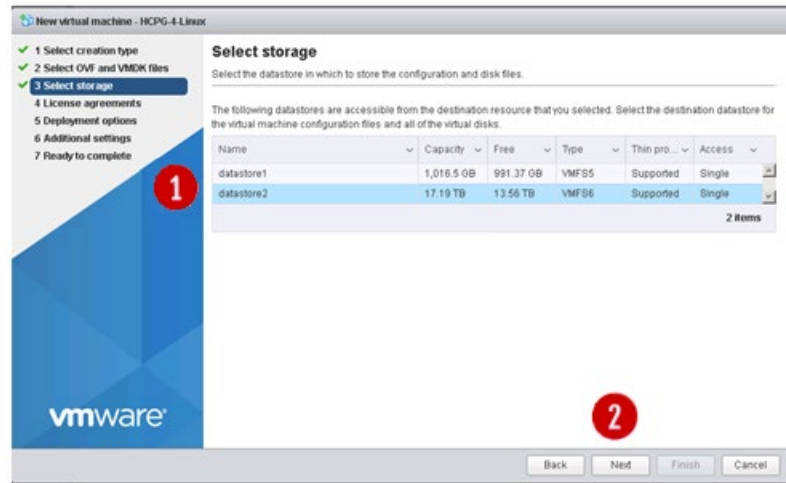 New virtual machine - HCPG-4-Linux
1 Select creation type
2 Select OVF and VMDK files
3 Select storage
4 License agreements
5 Deployment options
6 Additional settings
7 Ready to complete
Select storage
Select the datastore in which to store the configuration and disk files.
The following datastores are accessible from the destination resource that you selected. Select the destination datastore for
the virtual machine configuration files and all of the virtual disks.
Name Capacity Free Type Thin pro... Access
datastore1 1,016.5 GB 991.37 GB VMFS5 Supported Single
datastore2 17.19 TB 13.56 TB VMFS6 Supported Single
2 items
1
2
vmware
Back Next Finish Cancel